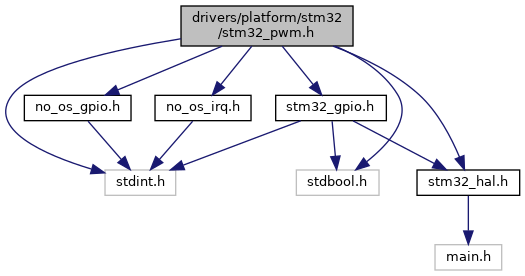 drivers/platform/stm32
/stm32_pwm.h
no_os_gpio.h
no_os_irq.h
stm32_gpio.h
stdint.h
stdbool.h
stm32_hal.h
main.h